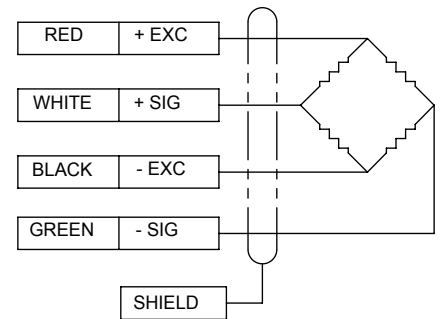 RED + EXC
WHITE + SIG
BLACK - EXC
GREEN - SIG
SHIELD